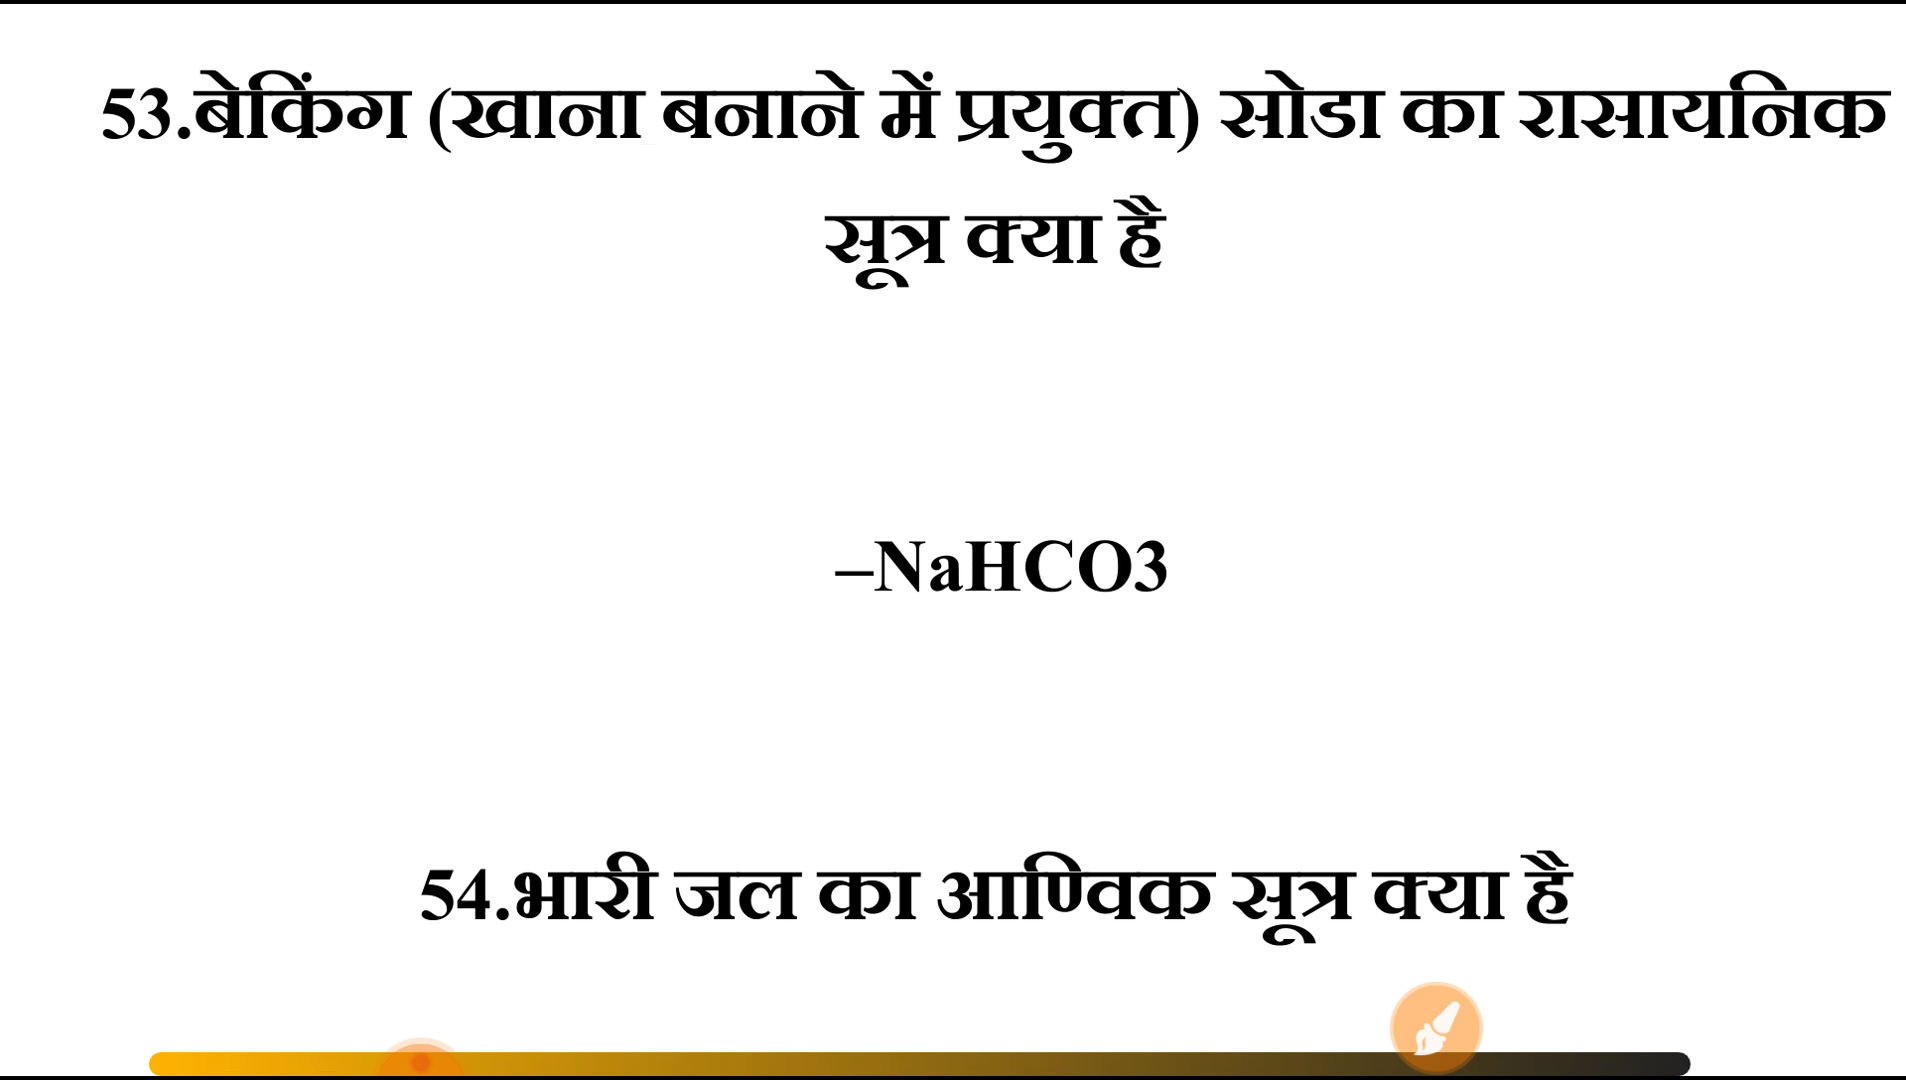 53.बेकिंग (खाना बनाने में प्रयुक्त) सोडा का रासायनिक
सूत्र क्या है
–NaHCO3
54.भारी जल का आण्विक सूत्र क्या है